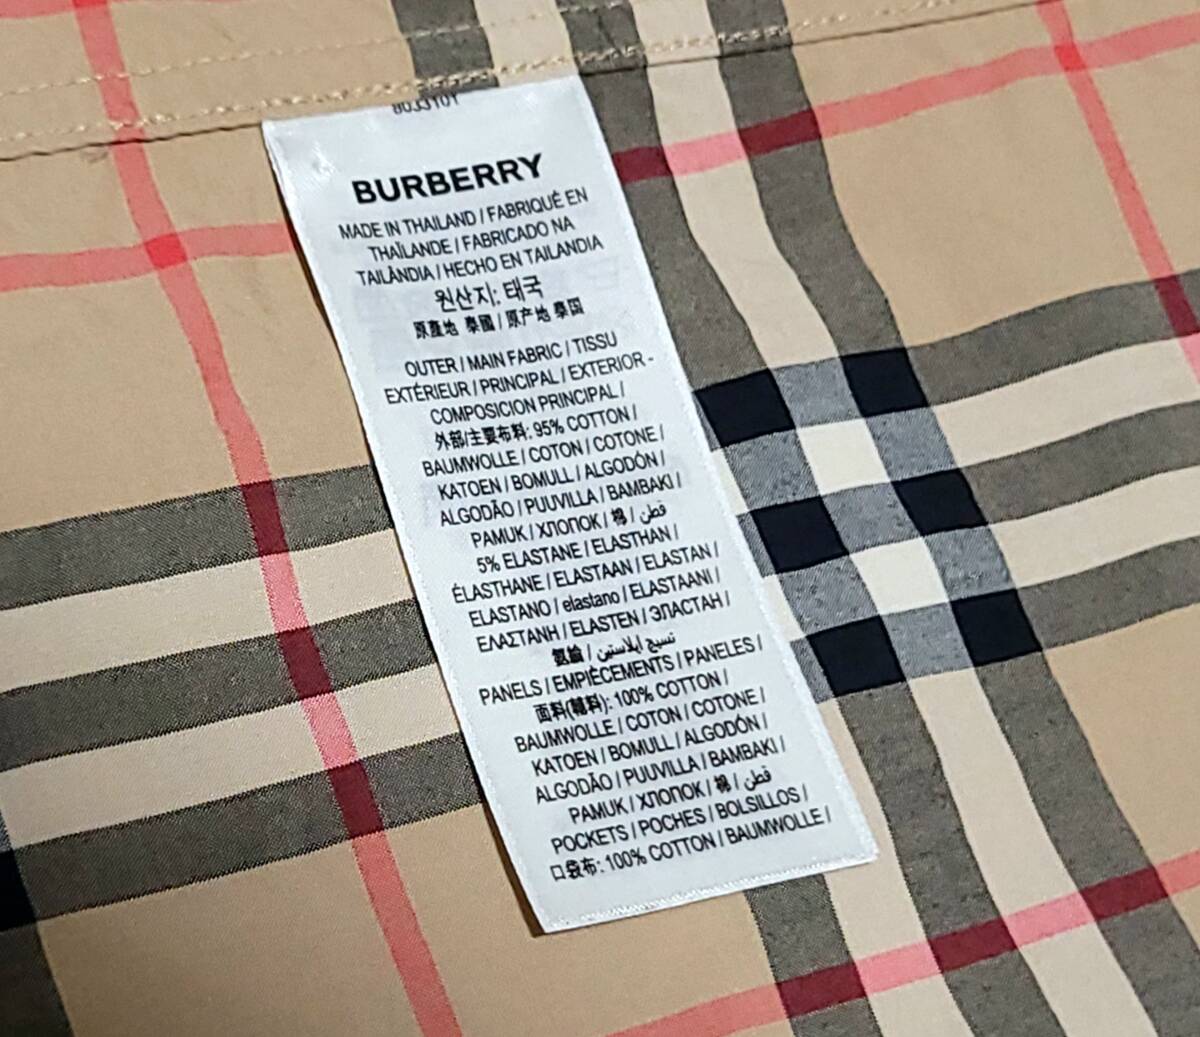 8033101
BURBERRY
MADE IN THAILAND / FABRIQUÉ EN
THAÏLANDE / FABRICADO NA
TAILÂNDIA / HECHO EN TAILANDIA
원산지: 태국
原產地 泰國 / 原产地 泰国
OUTER / MAIN FABRIC / TISSU
EXTÉRIEUR / PRINCIPAL / EXTERIOR -
COMPOSICION PRINCIPAL /
外部/主要布料: 95% COTTON /
BAUMWOLLE / COTON / COTONE /
KATOEN / BOMULL / ALGODÓN /
ALGODÃO / PUUVILLA / BAMBAKI /
PAMUK / ХЛОПОК / 棉 / قطن /
5% ELASTANE / ELASTHAN /
ÉLASTHANE / ELASTAAN / ELASTAN /
ELASTANO / elastano / ELASTAANI /
ΕΛΑΣΤΑΝΗ / ELASTEN / ЭЛАСТАН /
氨綸 / نسيج ايلاستين
PANELS / EMPIÈCEMENTS / PANELES /
面料(輔料): 100% COTTON /
BAUMWOLLE / COTON / COTONE /
KATOEN / BOMULL / ALGODÓN /
ALGODÃO / PUUVILLA / BAMBAKI /
PAMUK / ХЛОПОК / 棉 / قطن /
POCKETS / POCHES / BOLSILLOS /
口袋布: 100% COTTON / BAUMWOLLE /